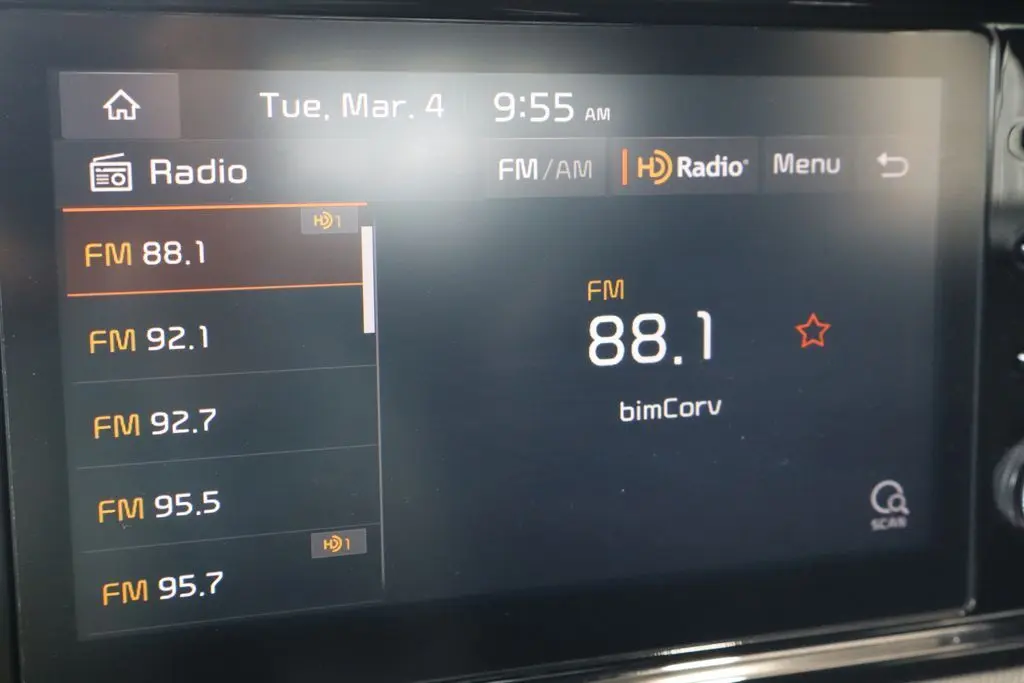 Tue, Mar. 4 9:55 AM
Radio FM/AM HD Radio® Menu
HD1
FM 88.1
FM 92.1
FM 92.7
FM 95.5
HD1
FM 95.7
FM
88.1
bimCorv
SCAN